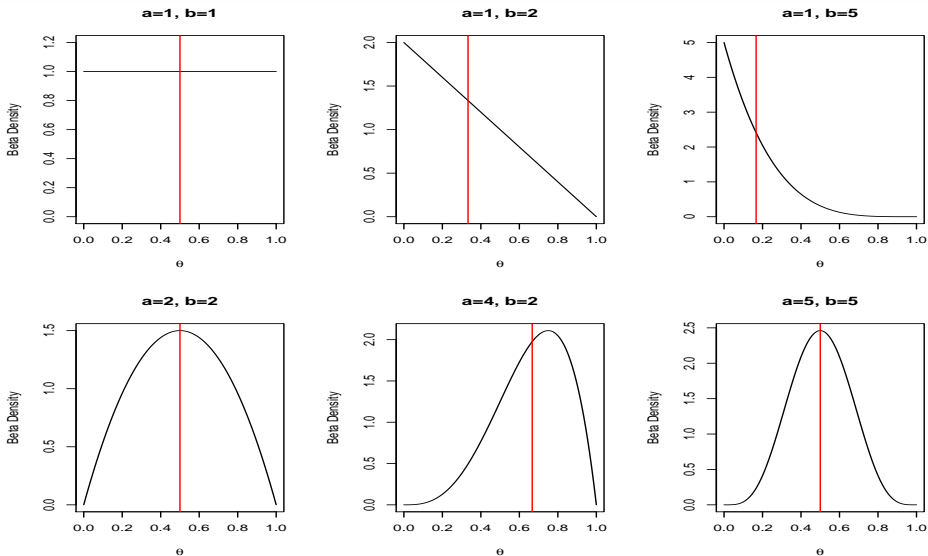 a=1, b=1
Beta Density
0.0 0.2 0.4 0.6 0.8 1.0 1.2
0.0 0.2 0.4 0.6 0.8 1.0
θ
a=1, b=2
Beta Density
0.0 0.5 1.0 1.5 2.0
0.0 0.2 0.4 0.6 0.8 1.0
θ
a=1, b=5
Beta Density
0 1 2 3 4 5
0.0 0.2 0.4 0.6 0.8 1.0
θ
a=2, b=2
Beta Density
0.0 0.5 1.0 1.5
0.0 0.2 0.4 0.6 0.8 1.0
θ
a=4, b=2
Beta Density
0.0 0.5 1.0 1.5 2.0
0.0 0.2 0.4 0.6 0.8 1.0
θ
a=5, b=5
Beta Density
0.0 0.5 1.0 1.5 2.0 2.5
0.0 0.2 0.4 0.6 0.8 1.0
θ